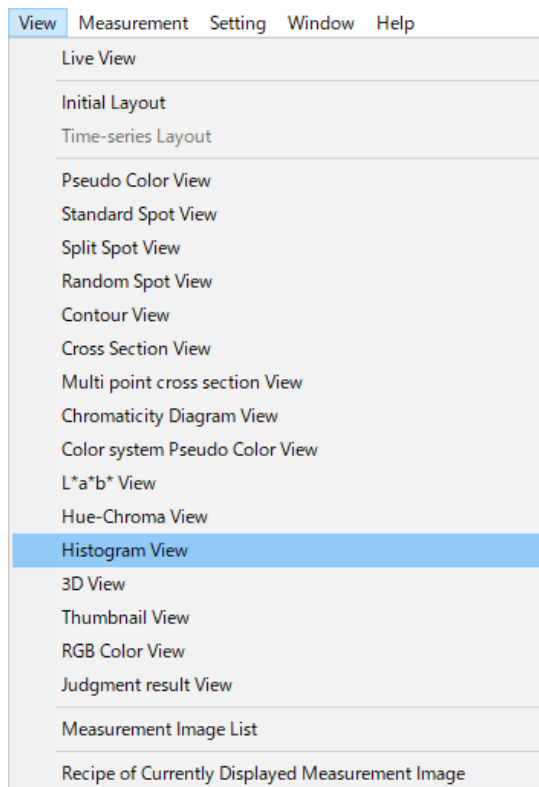 View Measurement Setting Window Help
Live View
Initial Layout
Time-series Layout
Pseudo Color View
Standard Spot View
Split Spot View
Random Spot View
Contour View
Cross Section View
Multi point cross section View
Chromaticity Diagram View
Color system Pseudo Color View
L*a*b* View
Hue-Chroma View
Histogram View
3D View
Thumbnail View
RGB Color View
Judgment result View
Measurement Image List
Recipe of Currently Displayed Measurement Image